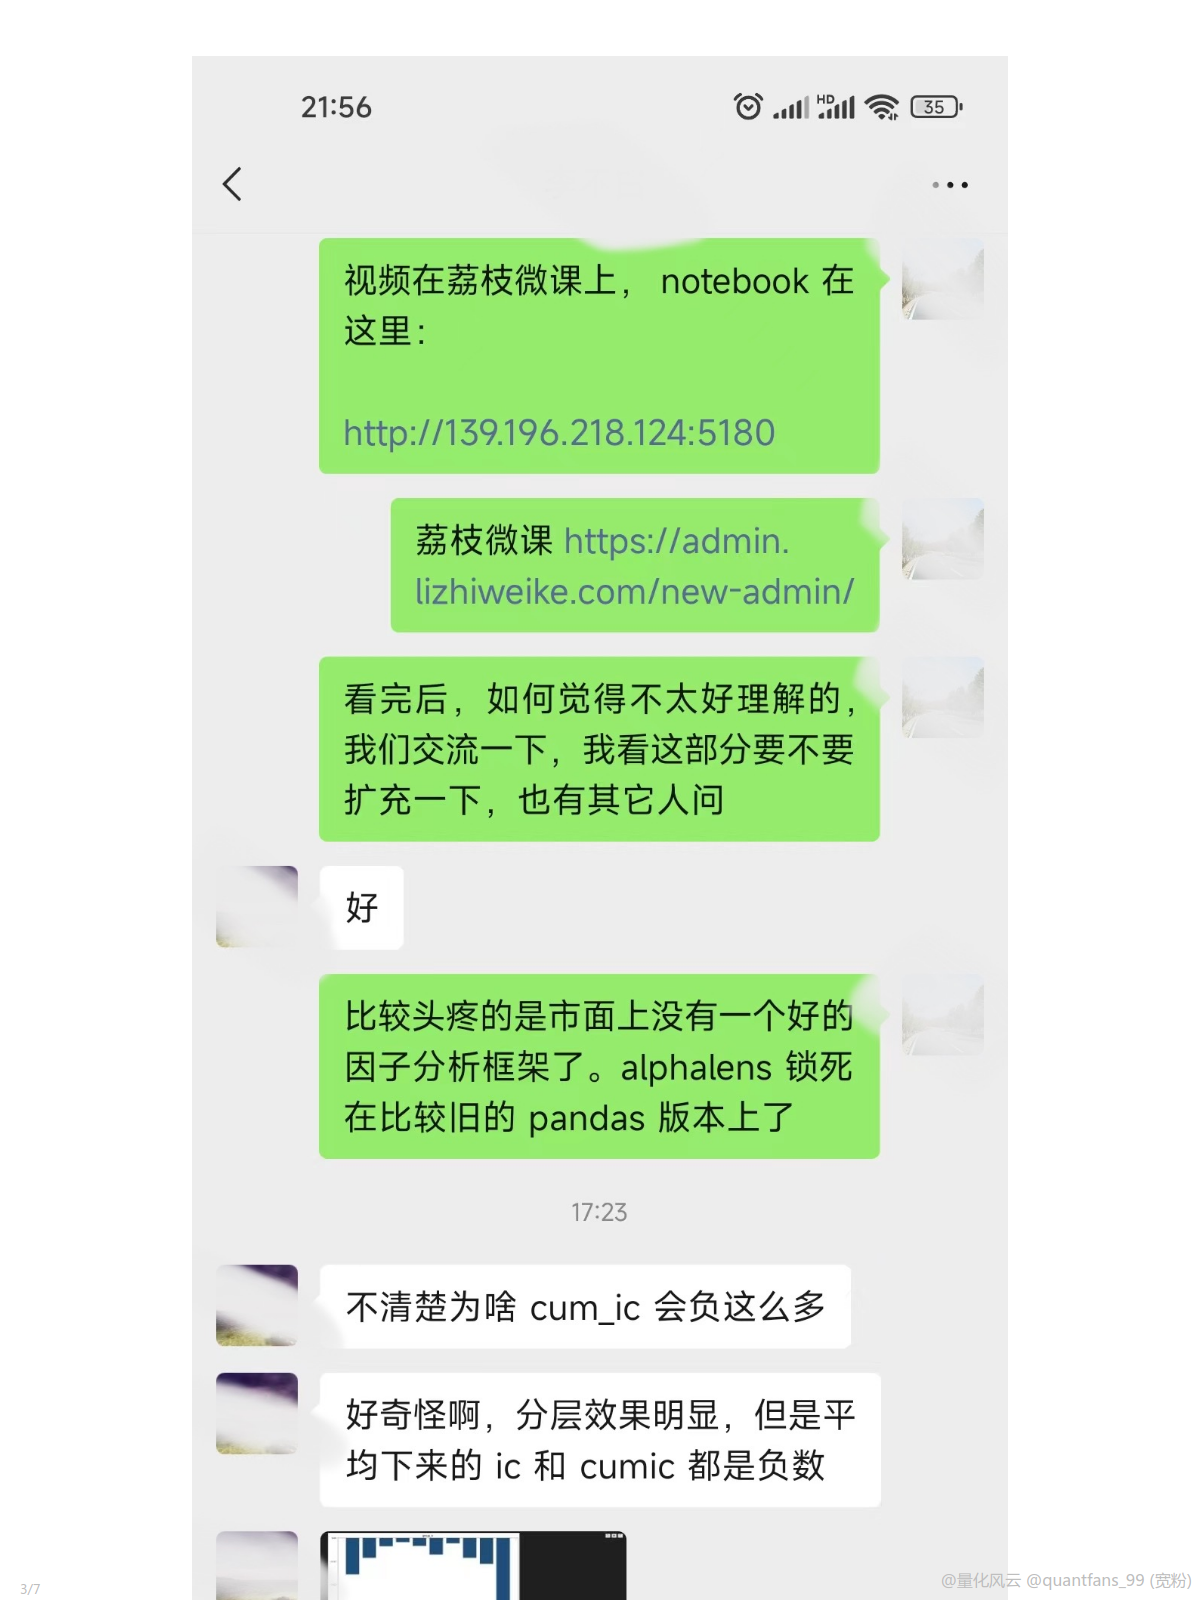 21:56
HD
35
视频在荔枝微课上， notebook 在
这里：
http://139.196.218.124:5180
荔枝微课 https://admin.
lizhiweike.com/new-admin/
看完后，如何觉得不太好理解的，
我们交流一下，我看这部分要不要
扩充一下，也有其它人问
好
比较头疼的是市面上没有一个好的
因子分析框架了。alphalens 锁死
在比较旧的 pandas 版本上了
17:23
不清楚为啥 cum_ic 会负这么多
好奇怪啊，分层效果明显，但是平
均下来的 ic 和 cumic 都是负数
3/7
@量化风云 @quantfans_99 (宽粉)